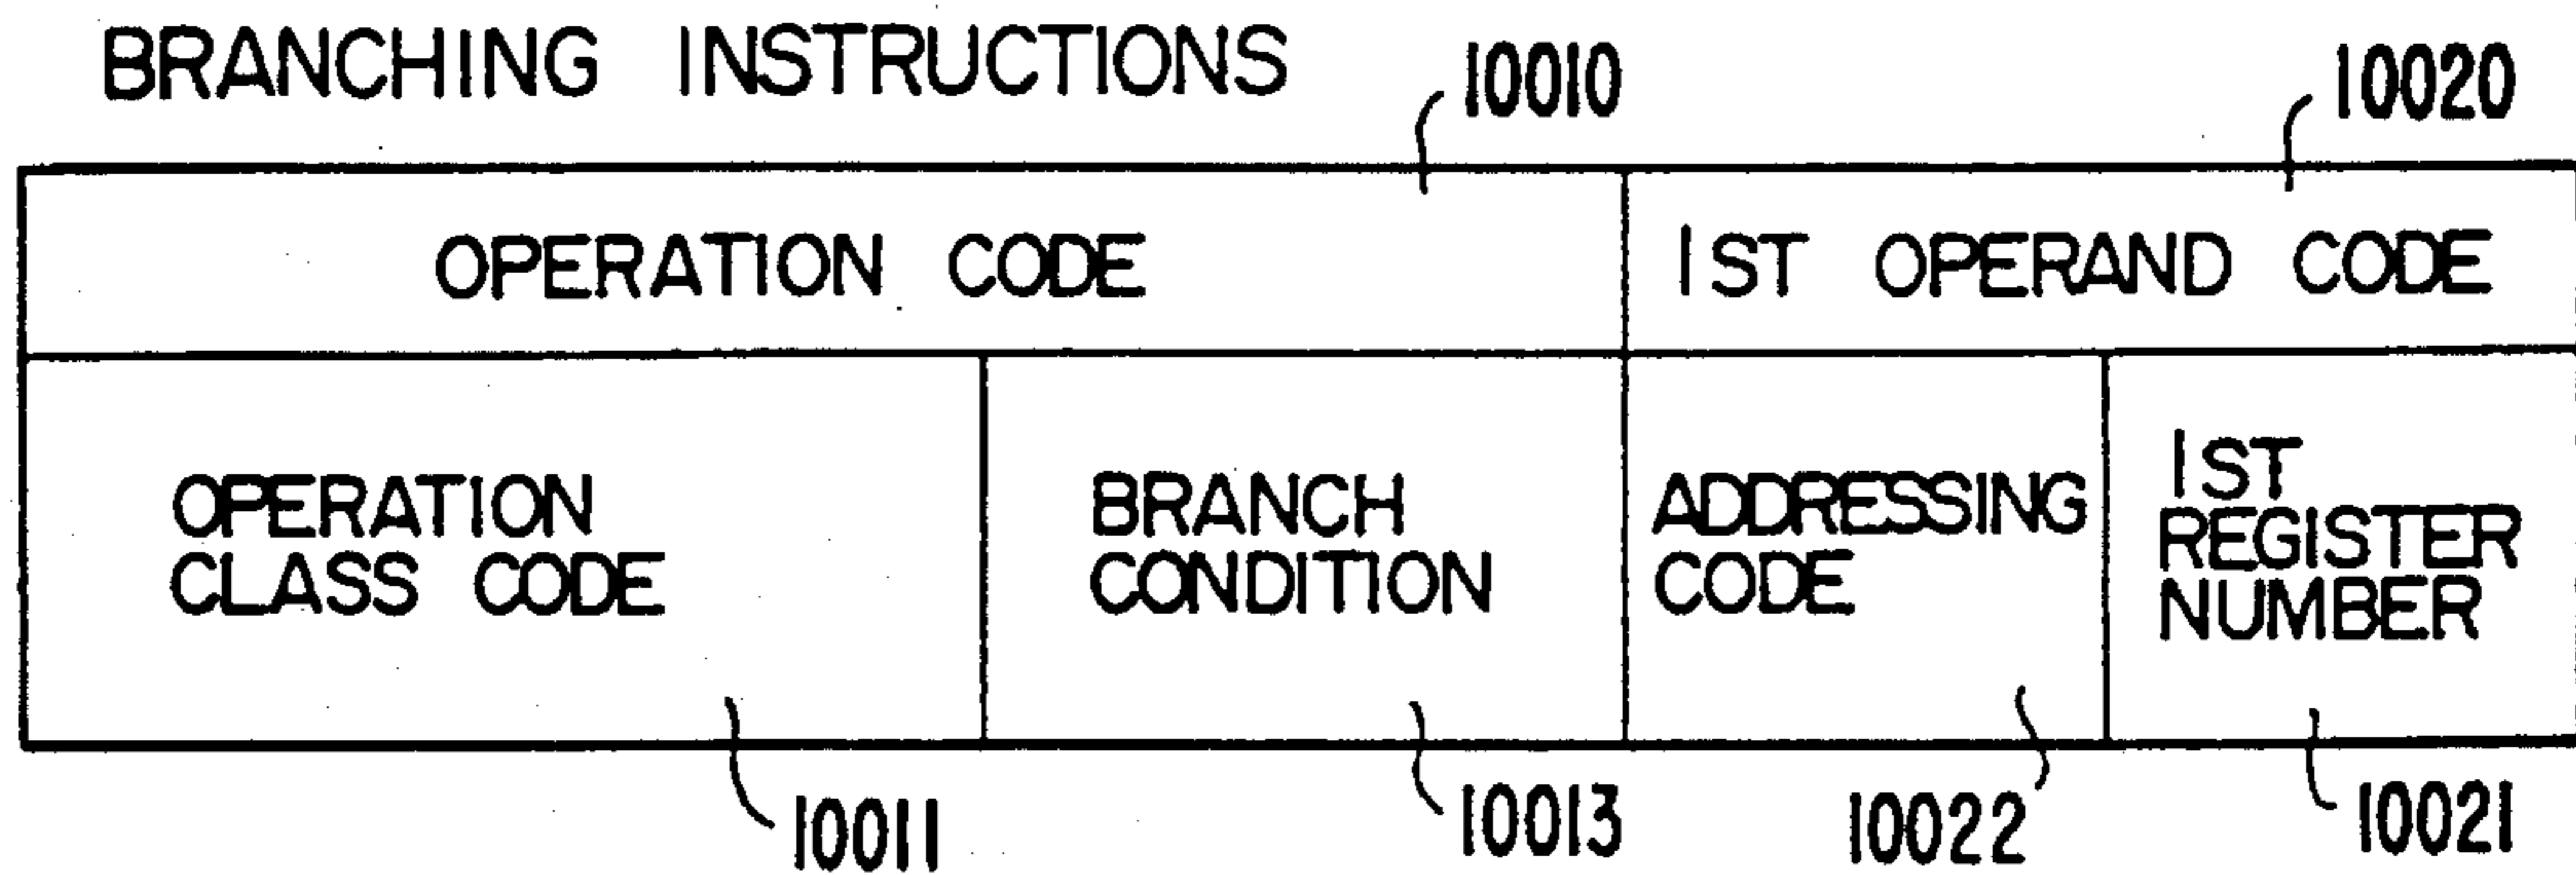 BRANCHING INSTRUCTIONS
10010
10020
OPERATION CODE
1ST OPERAND CODE
OPERATION
CLASS CODE
BRANCH
CONDITION
ADDRESSING
CODE
1ST
REGISTER
NUMBER
10011
10013
10022
10021